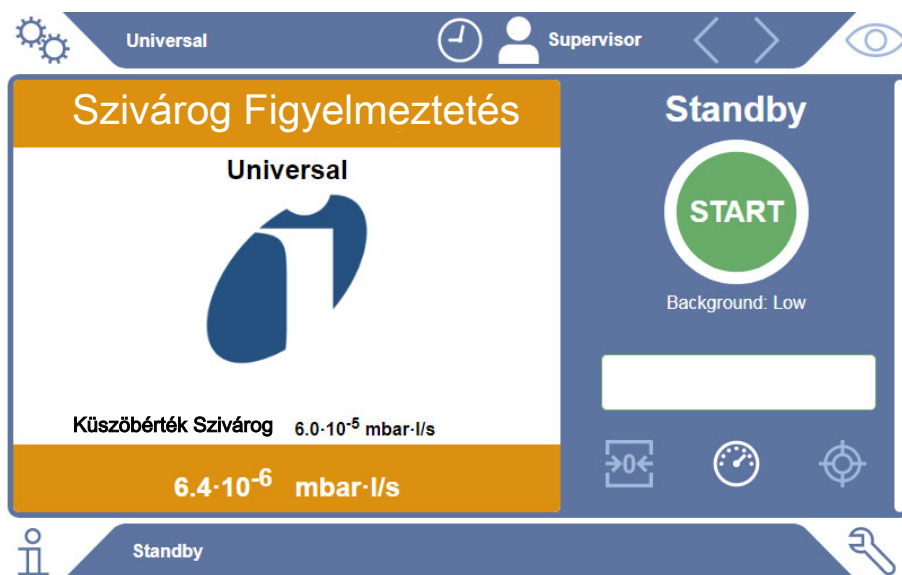 Universal
Supervisor
Szivárog Figyelmeztetés
Universal
Küszöbérték Szivárog 6.0·10⁻⁵ mbar·l/s
6.4·10⁻⁶ mbar·l/s
Standby
START
Background: Low
→0←
Standby